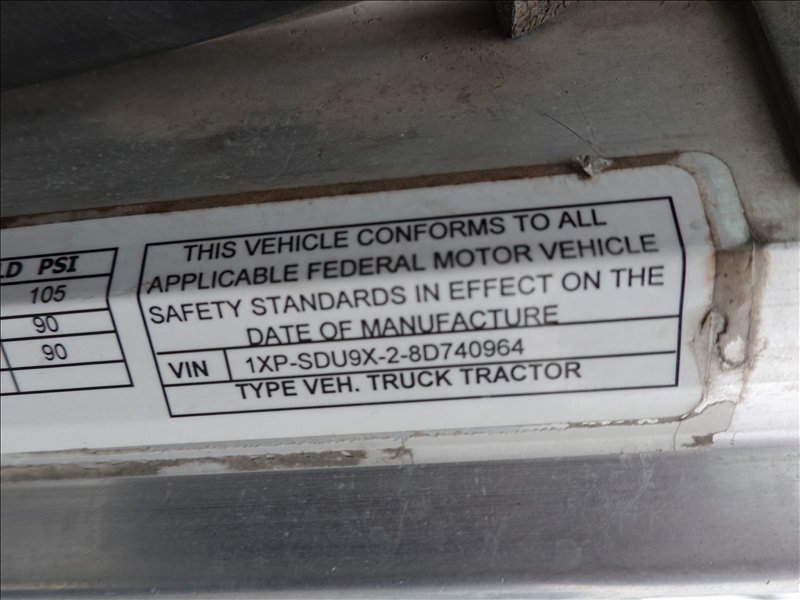 LD PSI
105
90
90
THIS VEHICLE CONFORMS TO ALL
APPLICABLE FEDERAL MOTOR VEHICLE
SAFETY STANDARDS IN EFFECT ON THE
DATE OF MANUFACTURE
VIN 1XP-SDU9X-2-8D740964
TYPE VEH. TRUCK TRACTOR